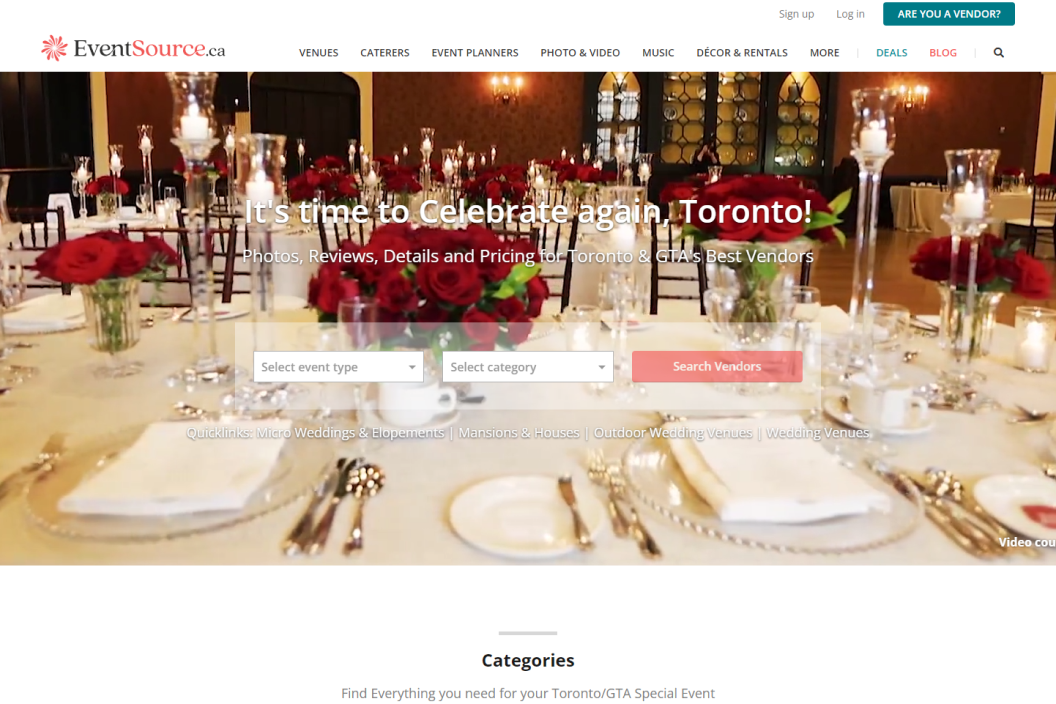 Sign up Log in ARE YOU A VENDOR?
EventSource.ca VENUES CATERERS EVENT PLANNERS PHOTO & VIDEO MUSIC DÉCOR & RENTALS MORE DEALS BLOG
It's time to Celebrate again, Toronto!
Photos, Reviews, Details and Pricing for Toronto & GTA's Best Vendors
Select event type Select category Search Vendors
Quicklinks: Micro Weddings & Elopements | Mansions & Houses | Outdoor Wedding Venues | Wedding Venues
Video cou
Categories
Find Everything you need for your Toronto/GTA Special Event